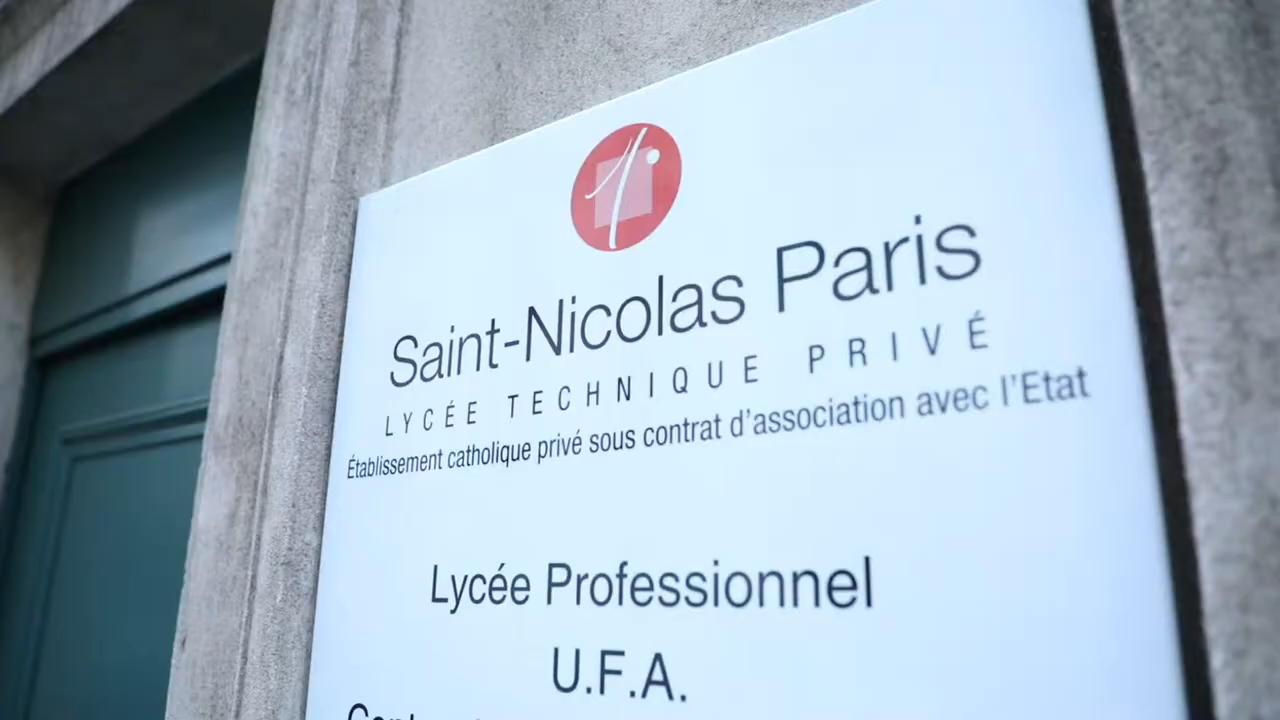 Saint-Nicolas Paris
LYCÉE TECHNIQUE PRIVÉ
Établissement catholique privé sous contrat d'association avec l'Etat
Lycée Professionnel
U.F.A.